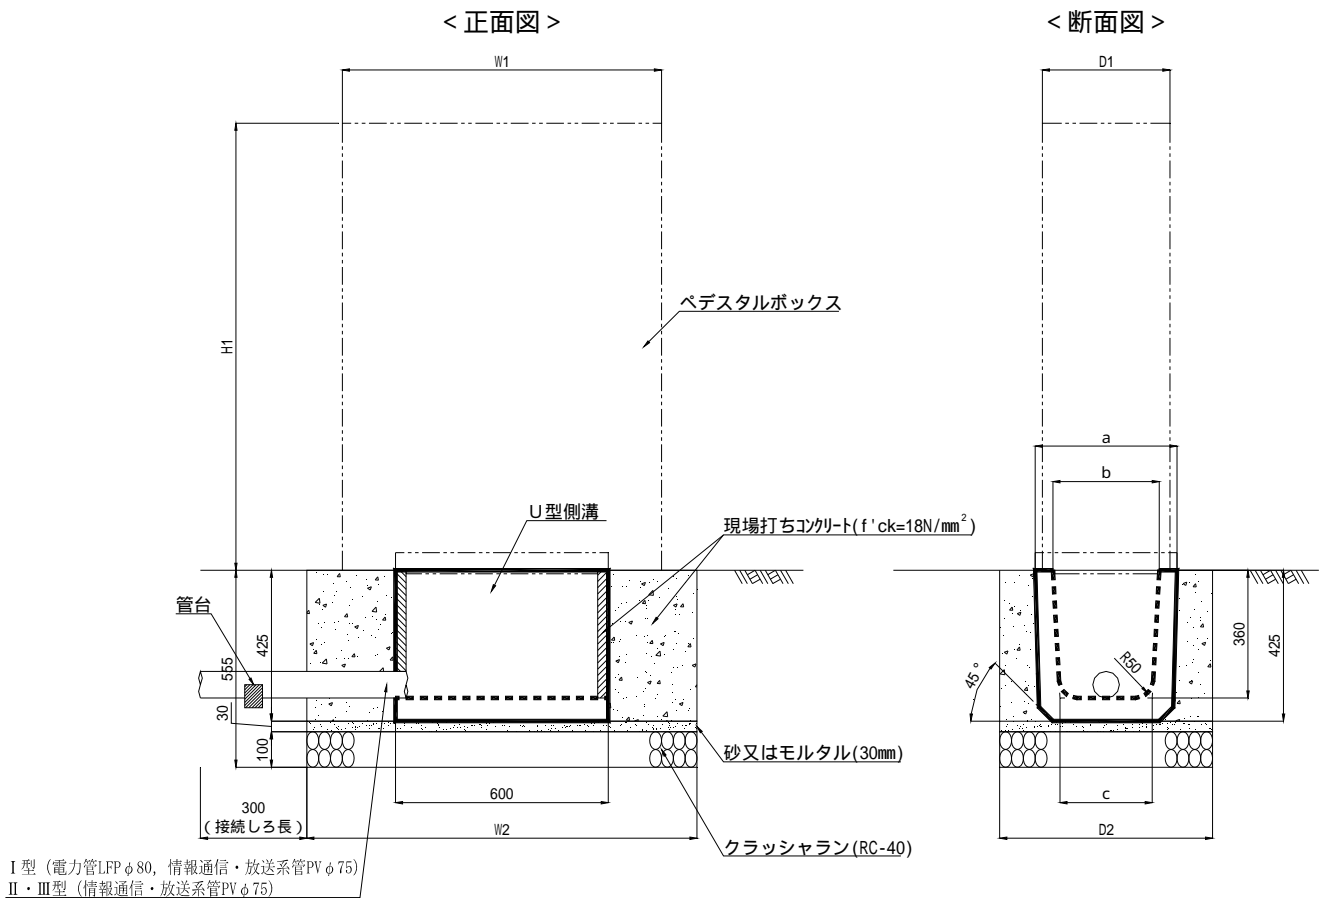 ＜正面図＞
＜断面図＞
W1
D1
H1
ペデスタルボックス
a
b
U型側溝
現場打ちコンクリート(f'ck=18N/mm²)
管台
425
555
30
100
360
425
R50
45°
砂又はモルタル(30mm)
600
300
(接続しろ長)
W2
c
D2
クラッシャラン(RC-40)
Ⅰ型（電力管LFPφ80, 情報通信・放送系管PVφ75）
Ⅱ・Ⅲ型（情報通信・放送系管PVφ75）